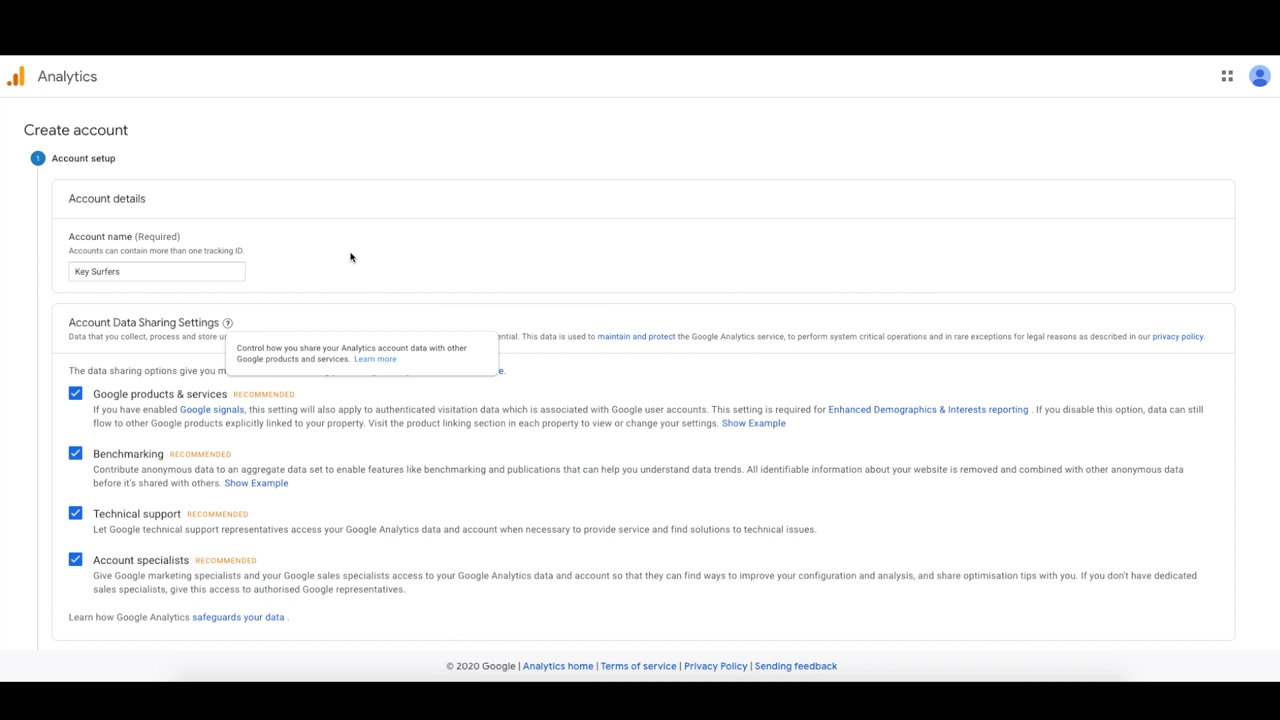 Analytics
Create account
1 Account setup
Account details
Account name (Required)
Accounts can contain more than one tracking ID.
Key Surfers
Account Data Sharing Settings ?
Data that you collect, process and store ential. This data is used to maintain and protect the Google Analytics service, to perform system critical operations and in rare exceptions for legal reasons as described in our privacy policy.
Control how you share your Analytics account data with other
Google products and services. Learn more
The data sharing options give you m e.
Google products & services RECOMMENDED
If you have enabled Google signals, this setting will also apply to authenticated visitation data which is associated with Google user accounts. This setting is required for Enhanced Demographics & Interests reporting . If you disable this option, data can still
flow to other Google products explicitly linked to your property. Visit the product linking section in each property to view or change your settings. Show Example
Benchmarking RECOMMENDED
Contribute anonymous data to an aggregate data set to enable features like benchmarking and publications that can help you understand data trends. All identifiable information about your website is removed and combined with other anonymous data
before it's shared with others. Show Example
Technical support RECOMMENDED
Let Google technical support representatives access your Google Analytics data and account when necessary to provide service and find solutions to technical issues.
Account specialists RECOMMENDED
Give Google marketing specialists and your Google sales specialists access to your Google Analytics data and account so that they can find ways to improve your configuration and analysis, and share optimisation tips with you. If you don't have dedicated
sales specialists, give this access to authorised Google representatives.
Learn how Google Analytics safeguards your data .
© 2020 Google | Analytics home | Terms of service | Privacy Policy | Sending feedback